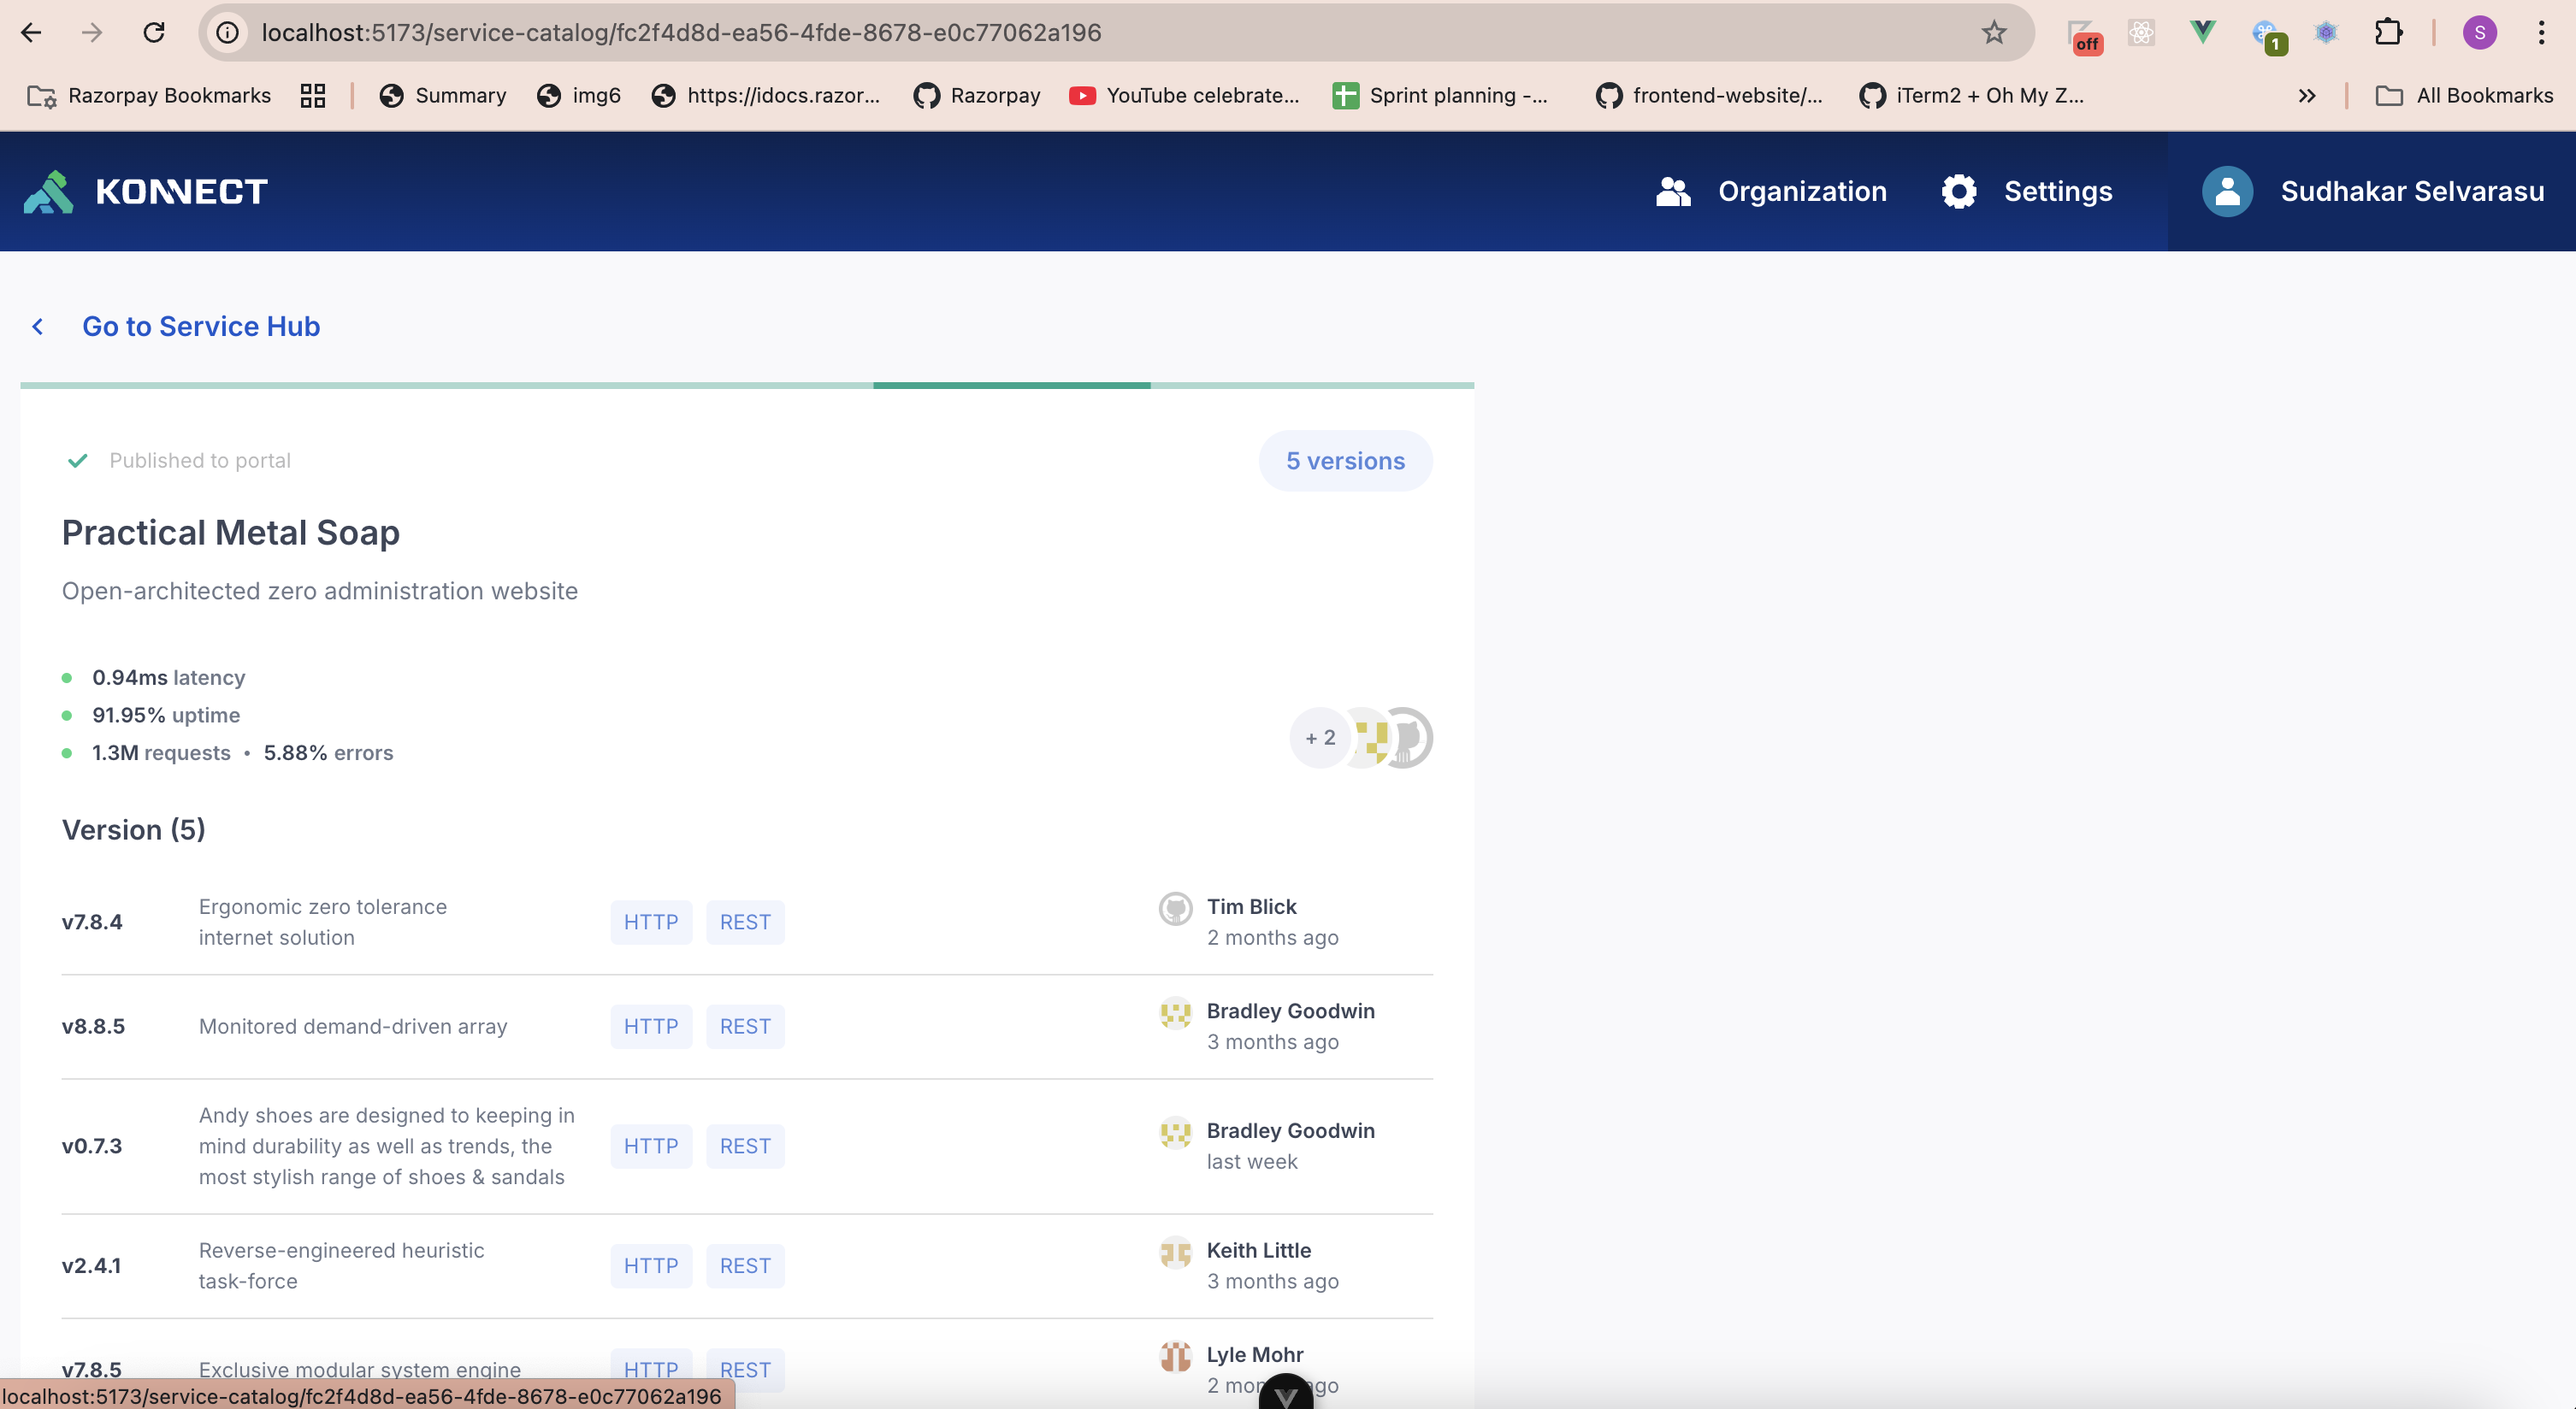 localhost:5173/service-catalog/fc2f4d8d-ea56-4fde-8678-e0c77062a196
off
1
S
Razorpay Bookmarks
Summary
img6
https://idocs.razor...
Razorpay
YouTube celebrate...
Sprint planning -...
frontend-website/...
iTerm2 + Oh My Z...
All Bookmarks
KONNECT
Organization
Settings
Sudhakar Selvarasu
Go to Service Hub
Published to portal
5 versions
Practical Metal Soap
Open-architected zero administration website
0.94ms latency
91.95% uptime
1.3M requests • 5.88% errors
+ 2
Version (5)
v7.8.4
Ergonomic zero tolerance
internet solution
HTTP REST
Tim Blick
2 months ago
v8.8.5
Monitored demand-driven array
HTTP REST
Bradley Goodwin
3 months ago
v0.7.3
Andy shoes are designed to keeping in
mind durability as well as trends, the
most stylish range of shoes & sandals
HTTP REST
Bradley Goodwin
last week
v2.4.1
Reverse-engineered heuristic
task-force
HTTP REST
Keith Little
3 months ago
v7.8.5
Exclusive modular system engine
HTTP REST
Lyle Mohr
2 mon ago
localhost:5173/service-catalog/fc2f4d8d-ea56-4fde-8678-e0c77062a196